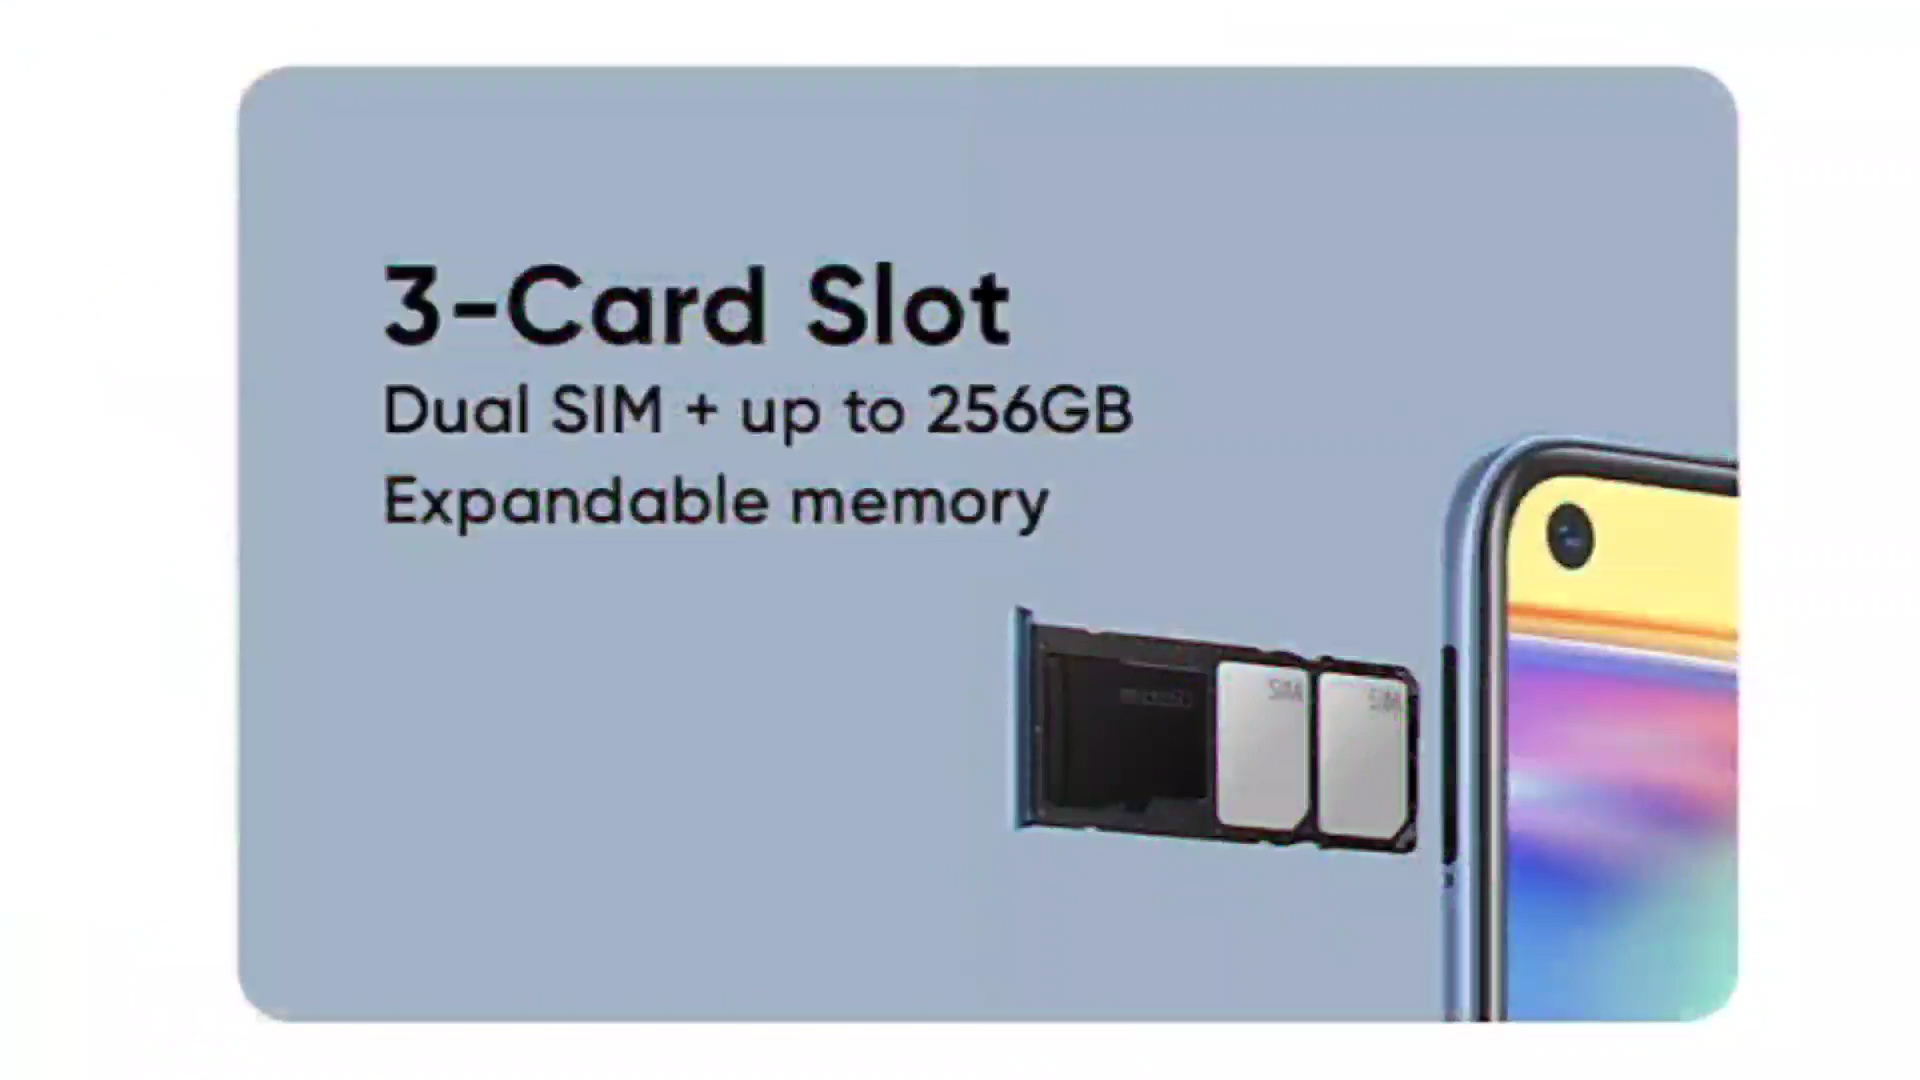 3-Card Slot
Dual SIM + up to 256GB
Expandable memory
SIM
SIM